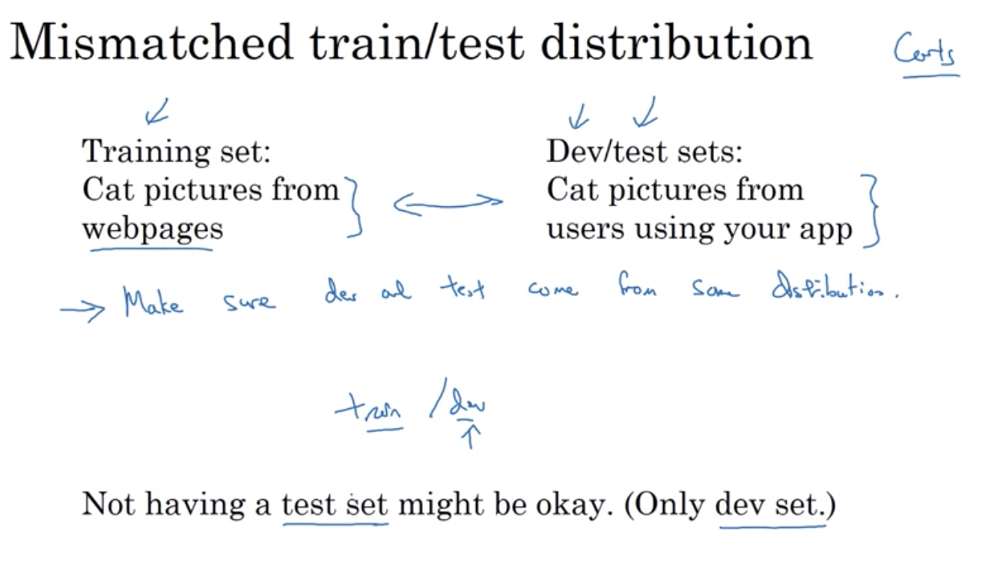 Mismatched train/test distribution
Cats
Training set:
Cat pictures from
webpages
Dev/test sets:
Cat pictures from
users using your app
→ Make sure dev and test come from same distribution.
train / dev
↑
Not having a test set might be okay. (Only dev set.)